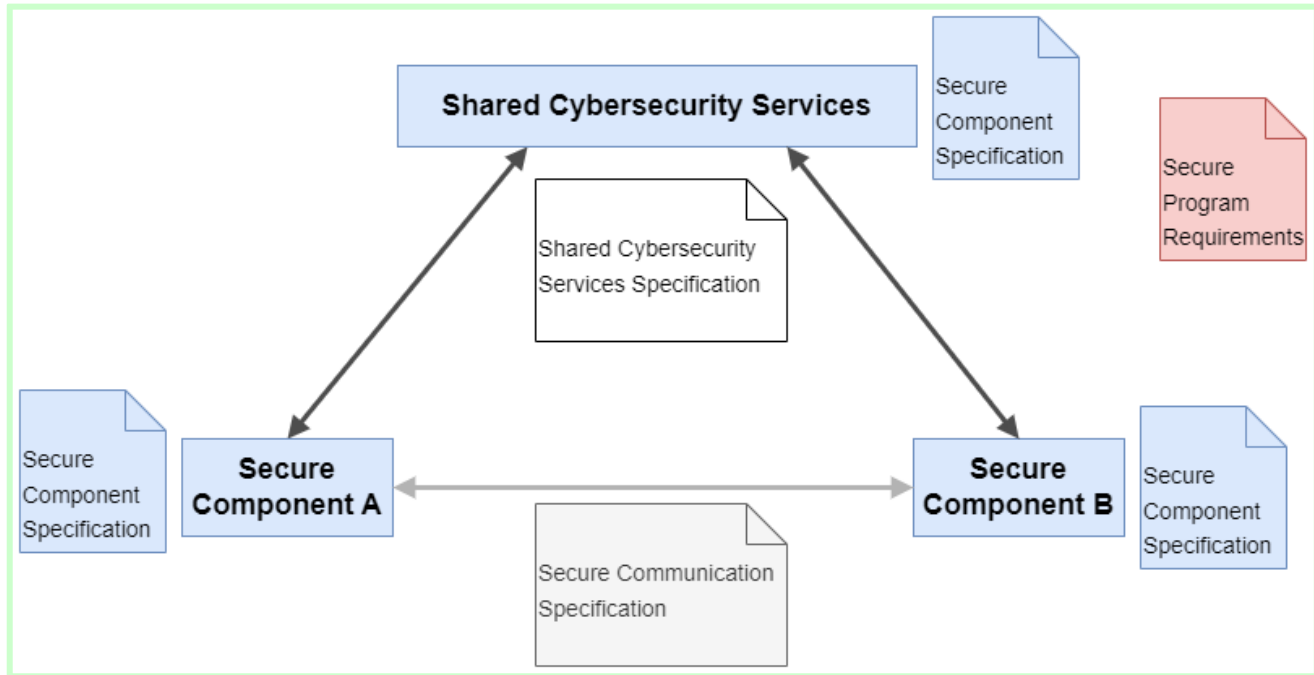 Shared Cybersecurity Services
Secure
Component
Specification
Secure
Program
Requirements
Shared Cybersecurity
Services Specification
Secure
Component
Specification
Secure
Component A
Secure
Component B
Secure
Component
Specification
Secure Communication
Specification